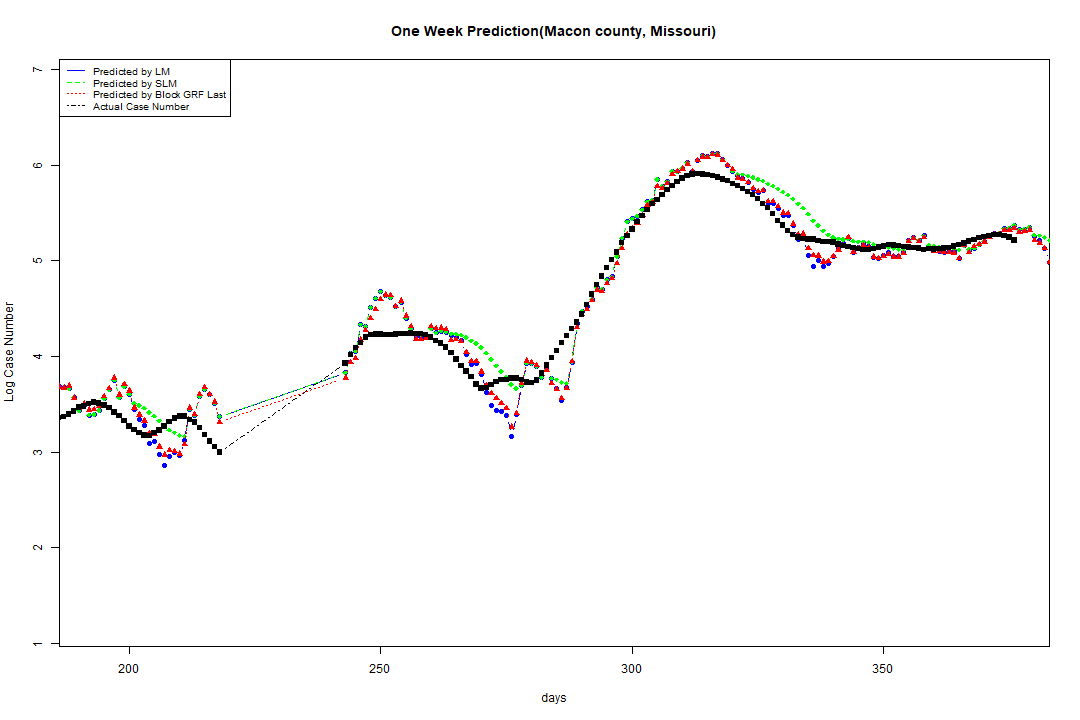 One Week Prediction(Macon county, Missouri)
Predicted by LM
Predicted by SLM
Predicted by Block GRF Last
Actual Case Number
7
6
5
4
3
2
1
Log Case Number
200 250 300 350
days